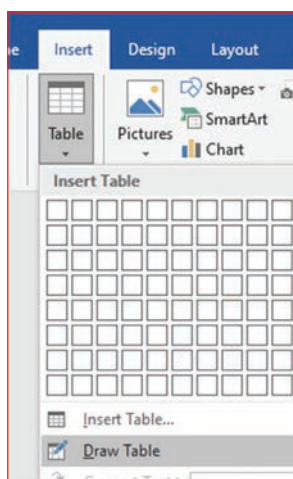 Insert Design Layout
Table
Pictures
Shapes
SmartArt
Chart
Insert Table
Insert Table...
Draw Table